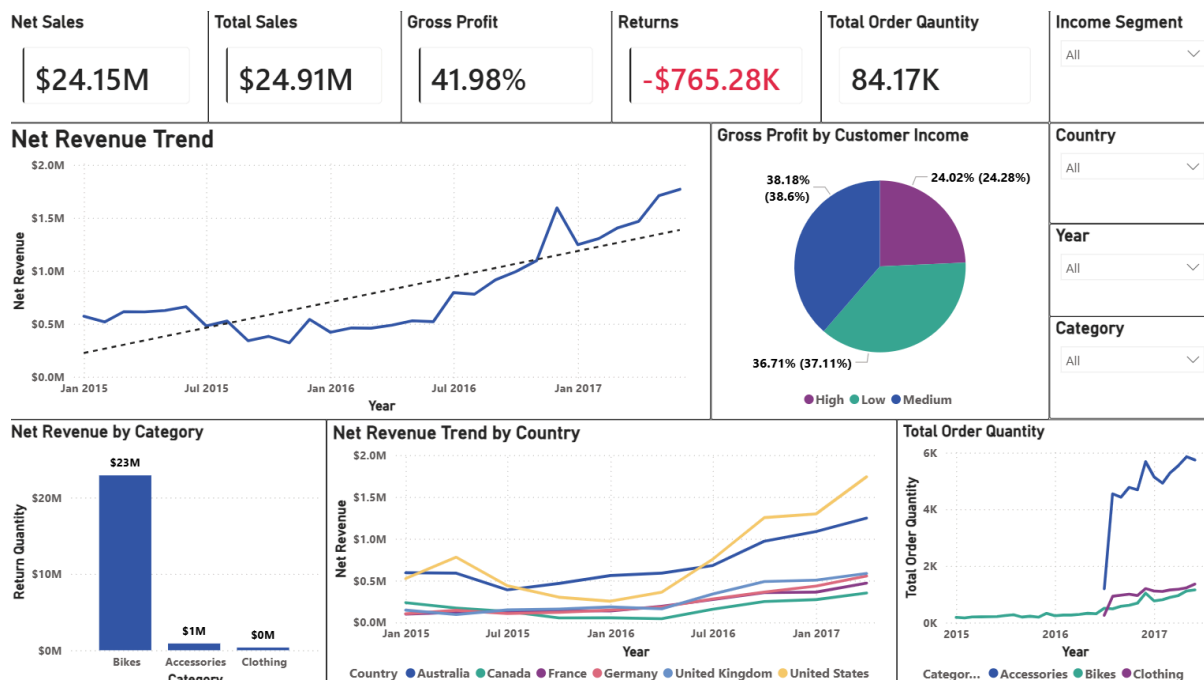 Net Sales
$24.15M
Total Sales
$24.91M
Gross Profit
41.98%
Returns
-$765.28K
Total Order Qauntity
84.17K
Income Segment
All
Net Revenue Trend
Net Revenue
$2.0M
$1.5M
$1.0M
$0.5M
$0.0M
Jan 2015
Jul 2015
Jan 2016
Jul 2016
Jan 2017
Year
Gross Profit by Customer Income
38.18%
(38.6%)
24.02% (24.28%)
36.71% (37.11%)
High
Low
Medium
Country
All
Year
All
Category
All
Net Revenue by Category
Return Quantity
$20M
$10M
$0M
$23M
$1M
$0M
Bikes
Accessories
Clothing
Category
Net Revenue Trend by Country
Net Revenue
$2.0M
$1.5M
$1.0M
$0.5M
$0.0M
Jan 2015
Jul 2015
Jan 2016
Jul 2016
Jan 2017
Year
Country
Australia
Canada
France
Germany
United Kingdom
United States
Total Order Quantity
Total Order Quantity
6K
4K
2K
0K
2015
2016
2017
Year
Categor...
Accessories
Bikes
Clothing